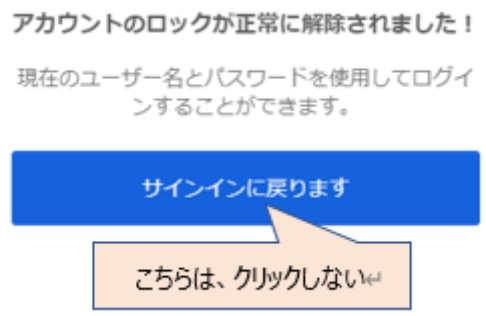 アカウントのロックが正常に解除されました！
現在のユーザー名とパスワードを使用してログイ
ンすることができます。
サインインに戻ります
こちらは、クリックしない↵